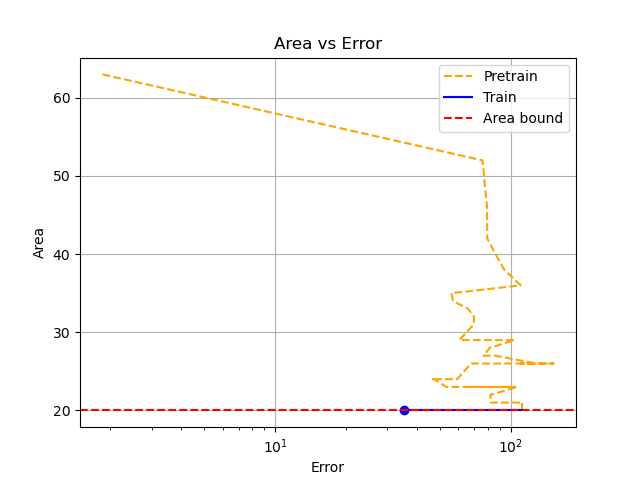 Area vs Error
Pretrain
Train
Area bound
60
50
40
30
20
Area
10¹
10²
Error